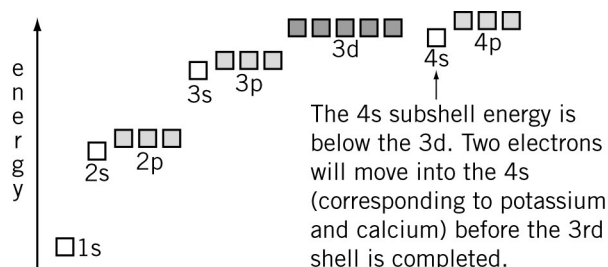 energy
1s
2s
2p
3s
3p
3d
4s
4p
The 4s subshell energy is
below the 3d. Two electrons
will move into the 4s
(corresponding to potassium
and calcium) before the 3rd
shell is completed.